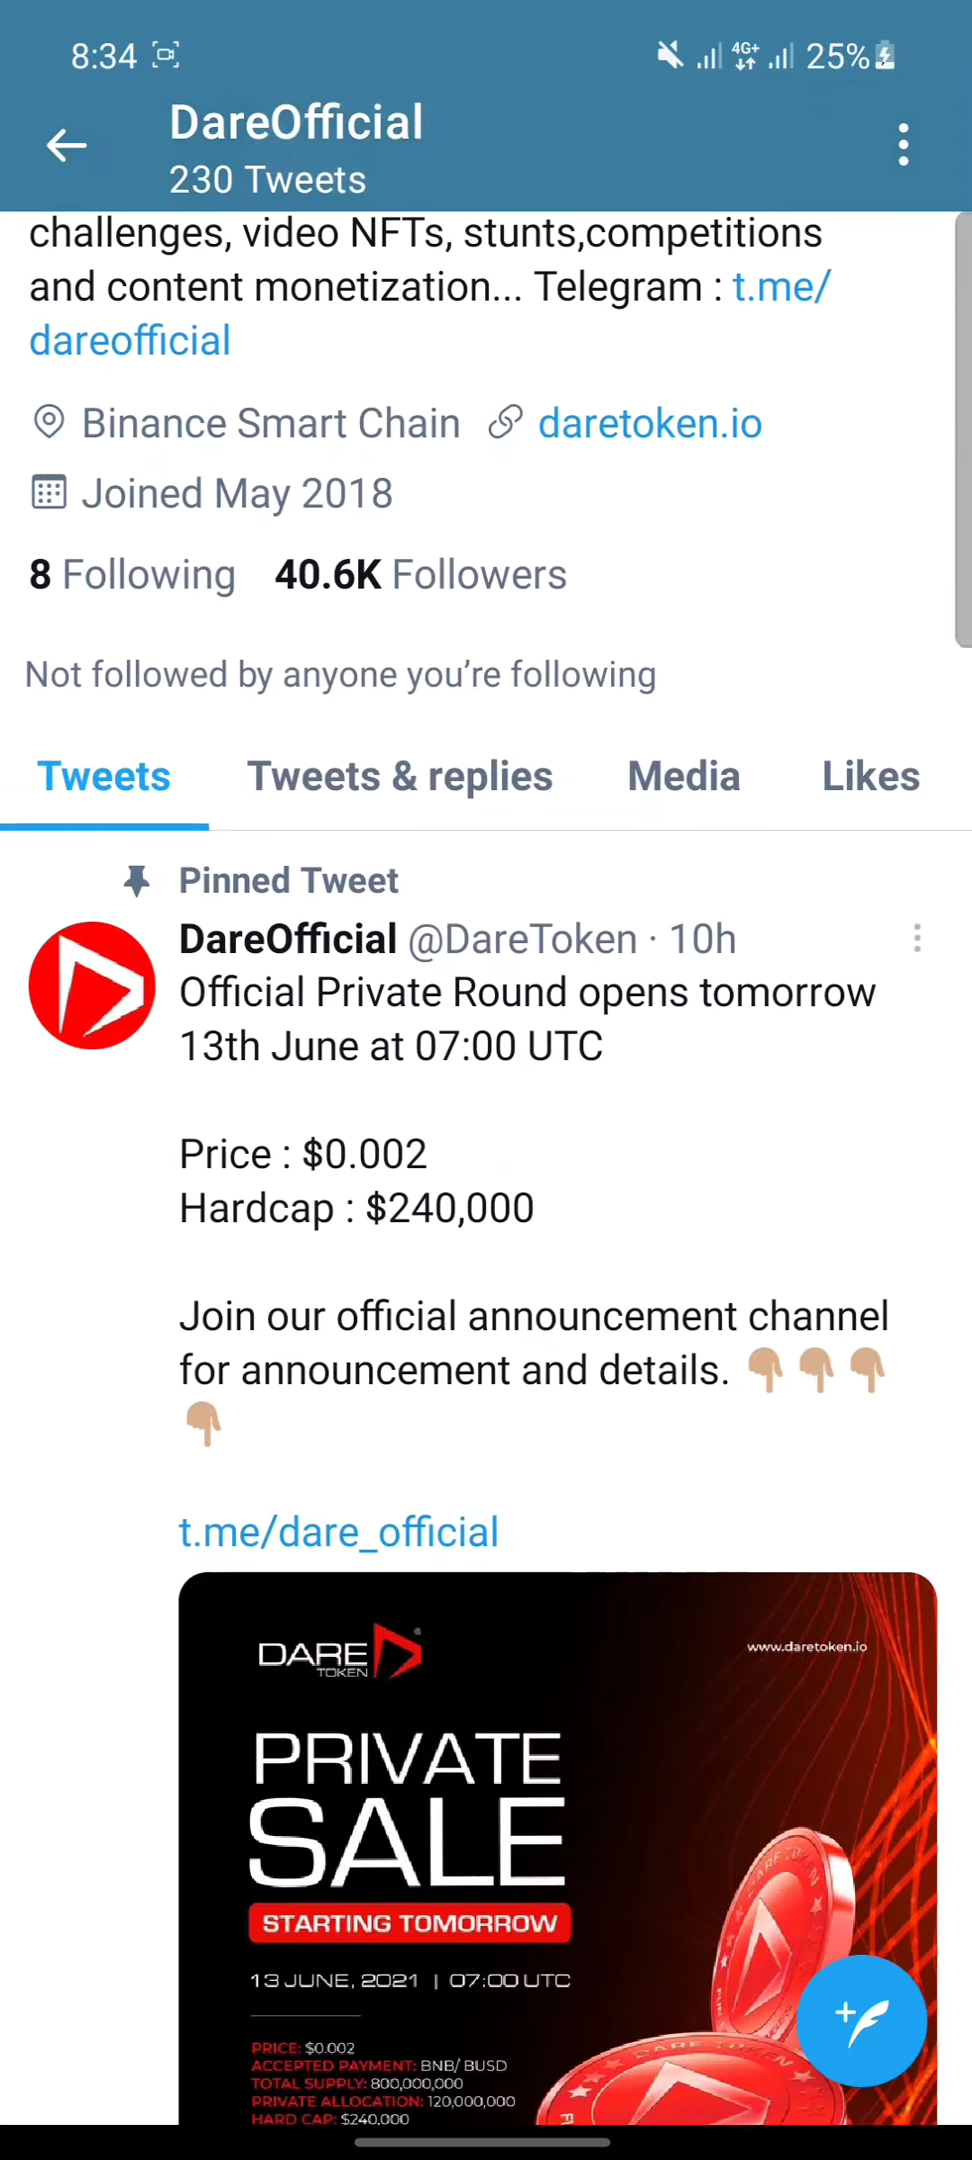 8:34 4G+ 25%
DareOfficial
230 Tweets
challenges, video NFTs, stunts,competitions
and content monetization... Telegram : t.me/
dareofficial
Binance Smart Chain daretoken.io
Joined May 2018
8 Following 40.6K Followers
Not followed by anyone you’re following
Tweets Tweets & replies Media Likes
Pinned Tweet
DareOfficial @DareToken · 10h
Official Private Round opens tomorrow
13th June at 07:00 UTC
Price : $0.002
Hardcap : $240,000
Join our official announcement channel
for announcement and details. 👇🏼👇🏼👇🏼
👇🏼
t.me/dare_official
DARE
TOKEN
www.daretoken.io
PRIVATE
SALE
STARTING TOMORROW
13 JUNE, 2021 | 07:00 UTC
PRICE: $0.002
ACCEPTED PAYMENT: BNB/ BUSD
TOTAL SUPPLY: 800,000,000
PRIVATE ALLOCATION: 120,000,000
HARD CAP: $240,000
DARE TOKEN
DARE TOKEN